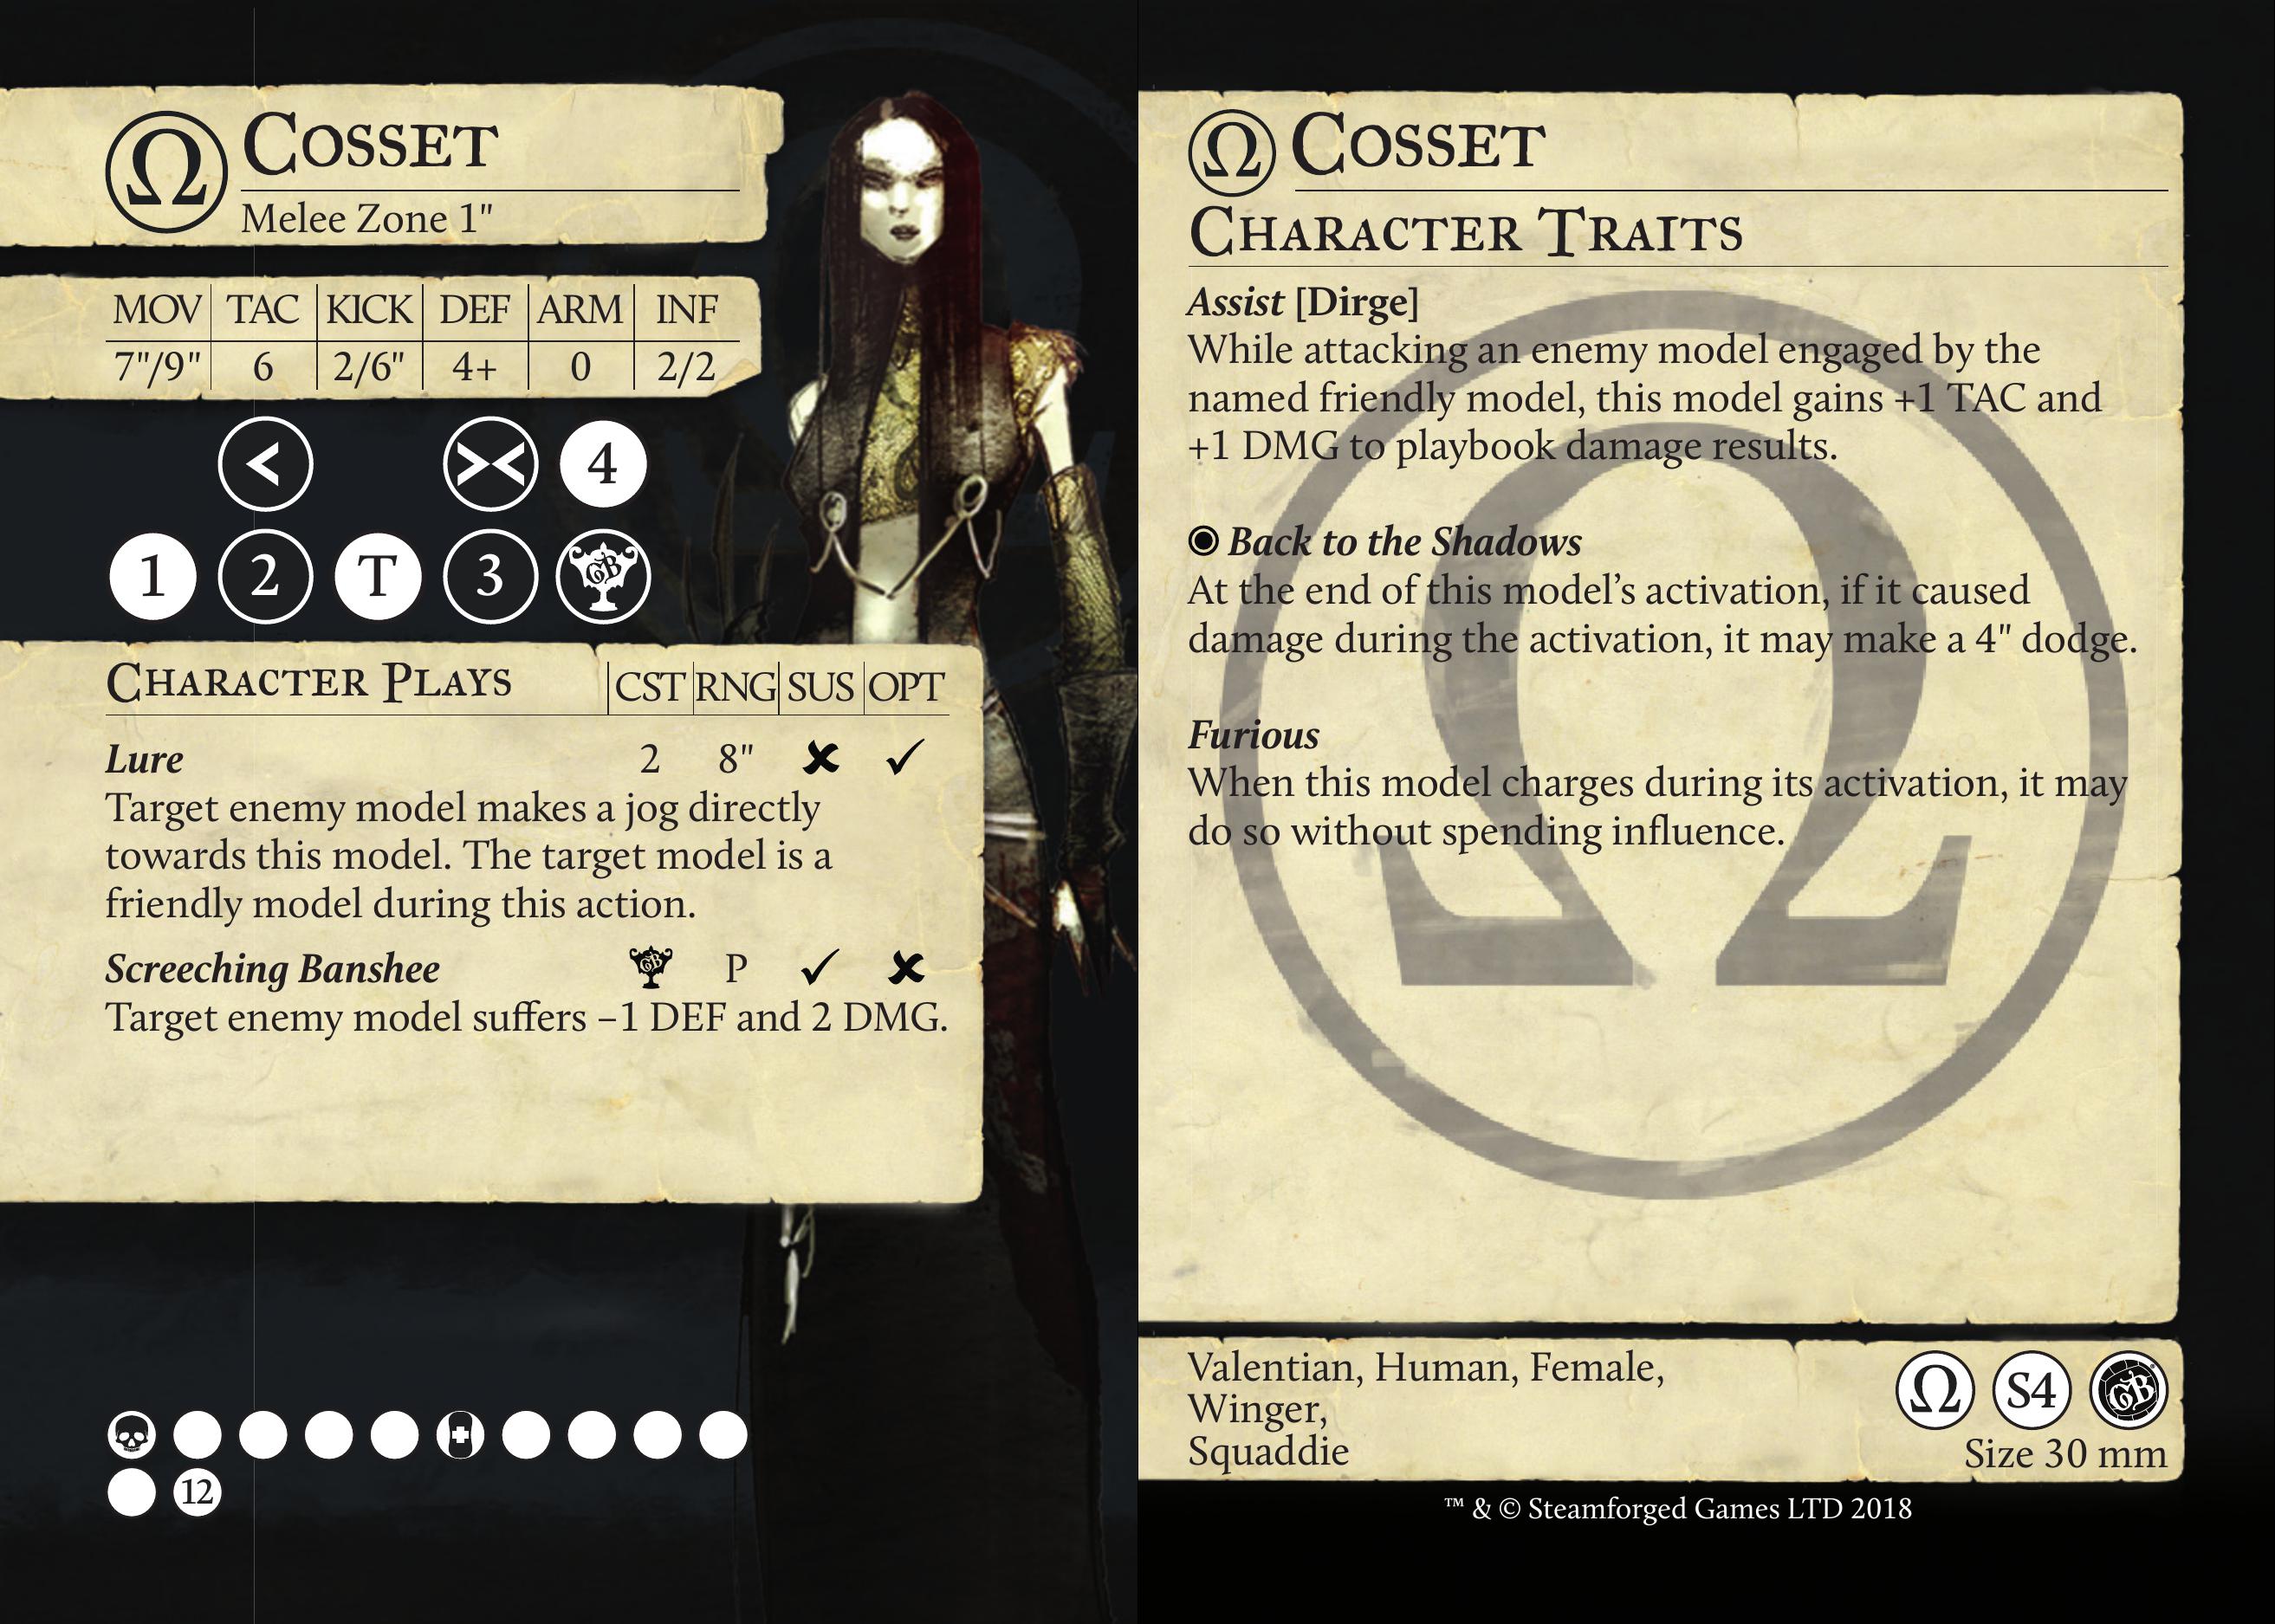 Ω COSSET
Melee Zone 1"
MOV TAC KICK DEF ARM INF
7"/9" 6 2/6" 4+ 0 2/2
< >< 4
1 2 T 3 GB
CHARACTER PLAYS CST RNG SUS OPT
Lure 2 8" ✘ ✓
Target enemy model makes a jog directly
towards this model. The target model is a
friendly model during this action.
Screeching Banshee GB P ✓ ✘
Target enemy model suffers –1 DEF and 2 DMG.
12
Ω COSSET
CHARACTER TRAITS
Assist [Dirge]
While attacking an enemy model engaged by the
named friendly model, this model gains +1 TAC and
+1 DMG to playbook damage results.
Back to the Shadows
At the end of this model's activation, if it caused
damage during the activation, it may make a 4" dodge.
Furious
When this model charges during its activation, it may
do so without spending influence.
Valentian, Human, Female,
Winger,
Squaddie
Ω S4 GB
Size 30 mm
™ & © Steamforged Games LTD 2018